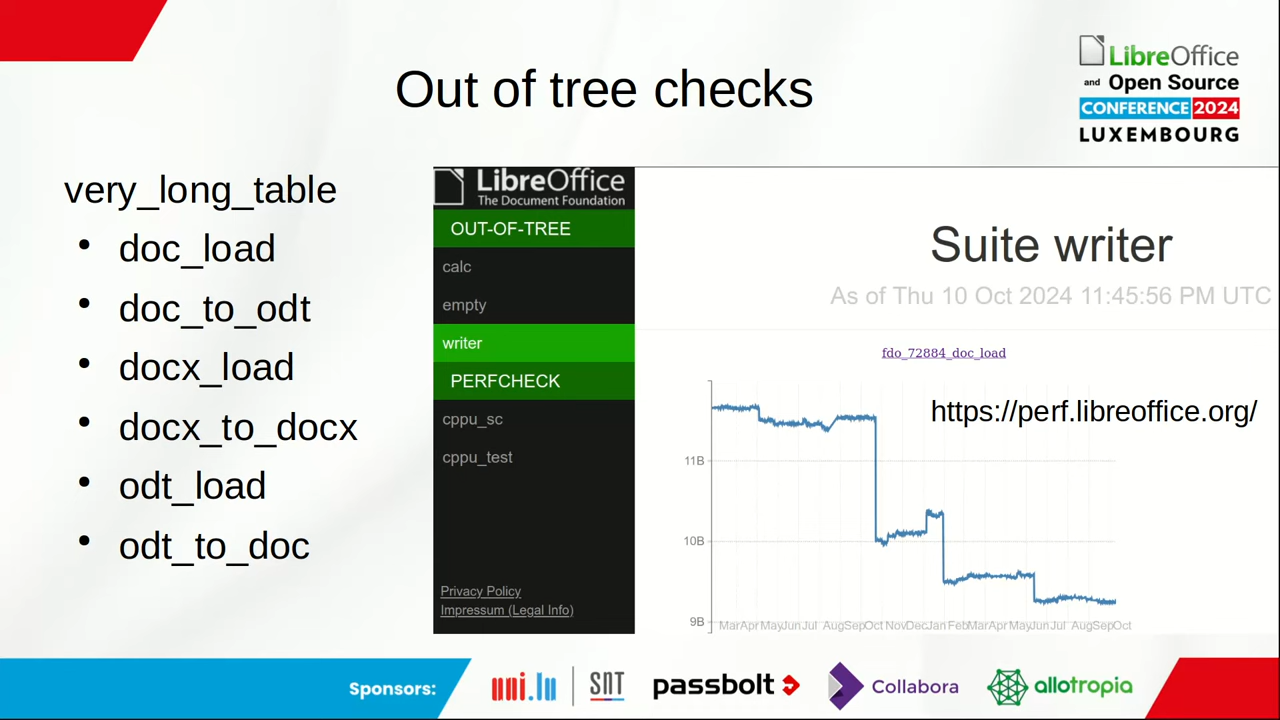 LibreOffice
and Open Source
CONFERENCE 2024
LUXEMBOURG
Out of tree checks
very_long_table
• doc_load
• doc_to_odt
• docx_load
• docx_to_docx
• odt_load
• odt_to_doc
LibreOffice
The Document Foundation
OUT-OF-TREE
calc
empty
writer
PERFCHECK
cppu_sc
cppu_test
Privacy Policy
Impressum (Legal Info)
Suite writer
As of Thu 10 Oct 2024 11:45:56 PM UTC
fdo_72884_doc_load
https://perf.libreoffice.org/
11B
10B
9B
Mar Apr May Jun Jul Aug Sep Oct Nov Dec Jan Feb Mar Apr May Jun Jul Aug Sep Oct
Sponsors:
uni.lu
SNT
passbolt
Collabora
allotropia